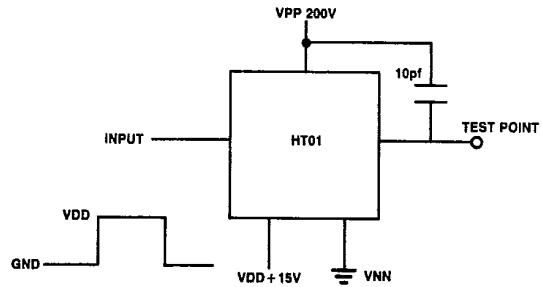 VPP 200V
10pf
INPUT
HT01
TEST POINT
VDD
GND
VDD+15V
VNN